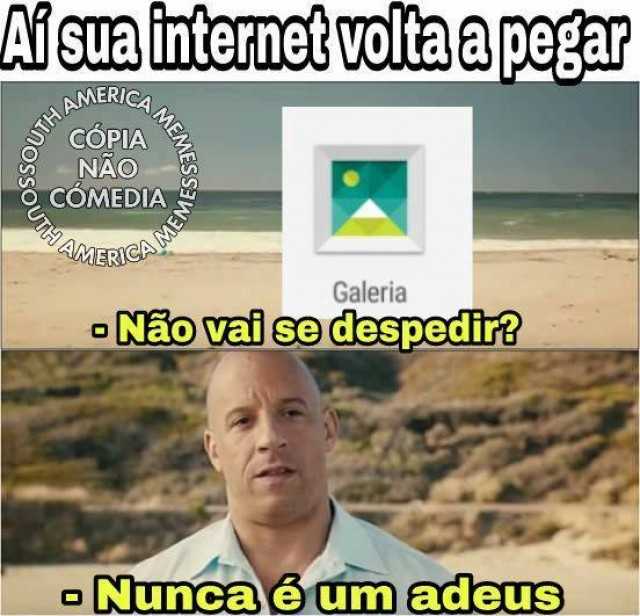 Aí sua internet volta a pegar
SOUTH AMERICA MEMES
CÓPIA
NÃO
CÓMEDIA
SOUTH AMERICA MEMES
Galeria
- Não vai se despedir?
- Nunca é um adeus